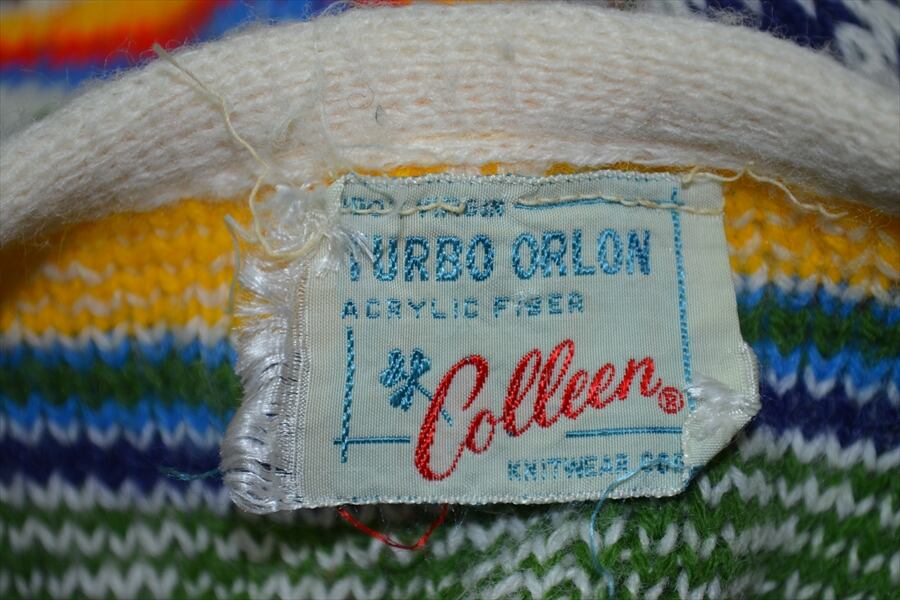 TURBO ORLON
ACRYLIC FIBER
Colleen®
KNITWEAR